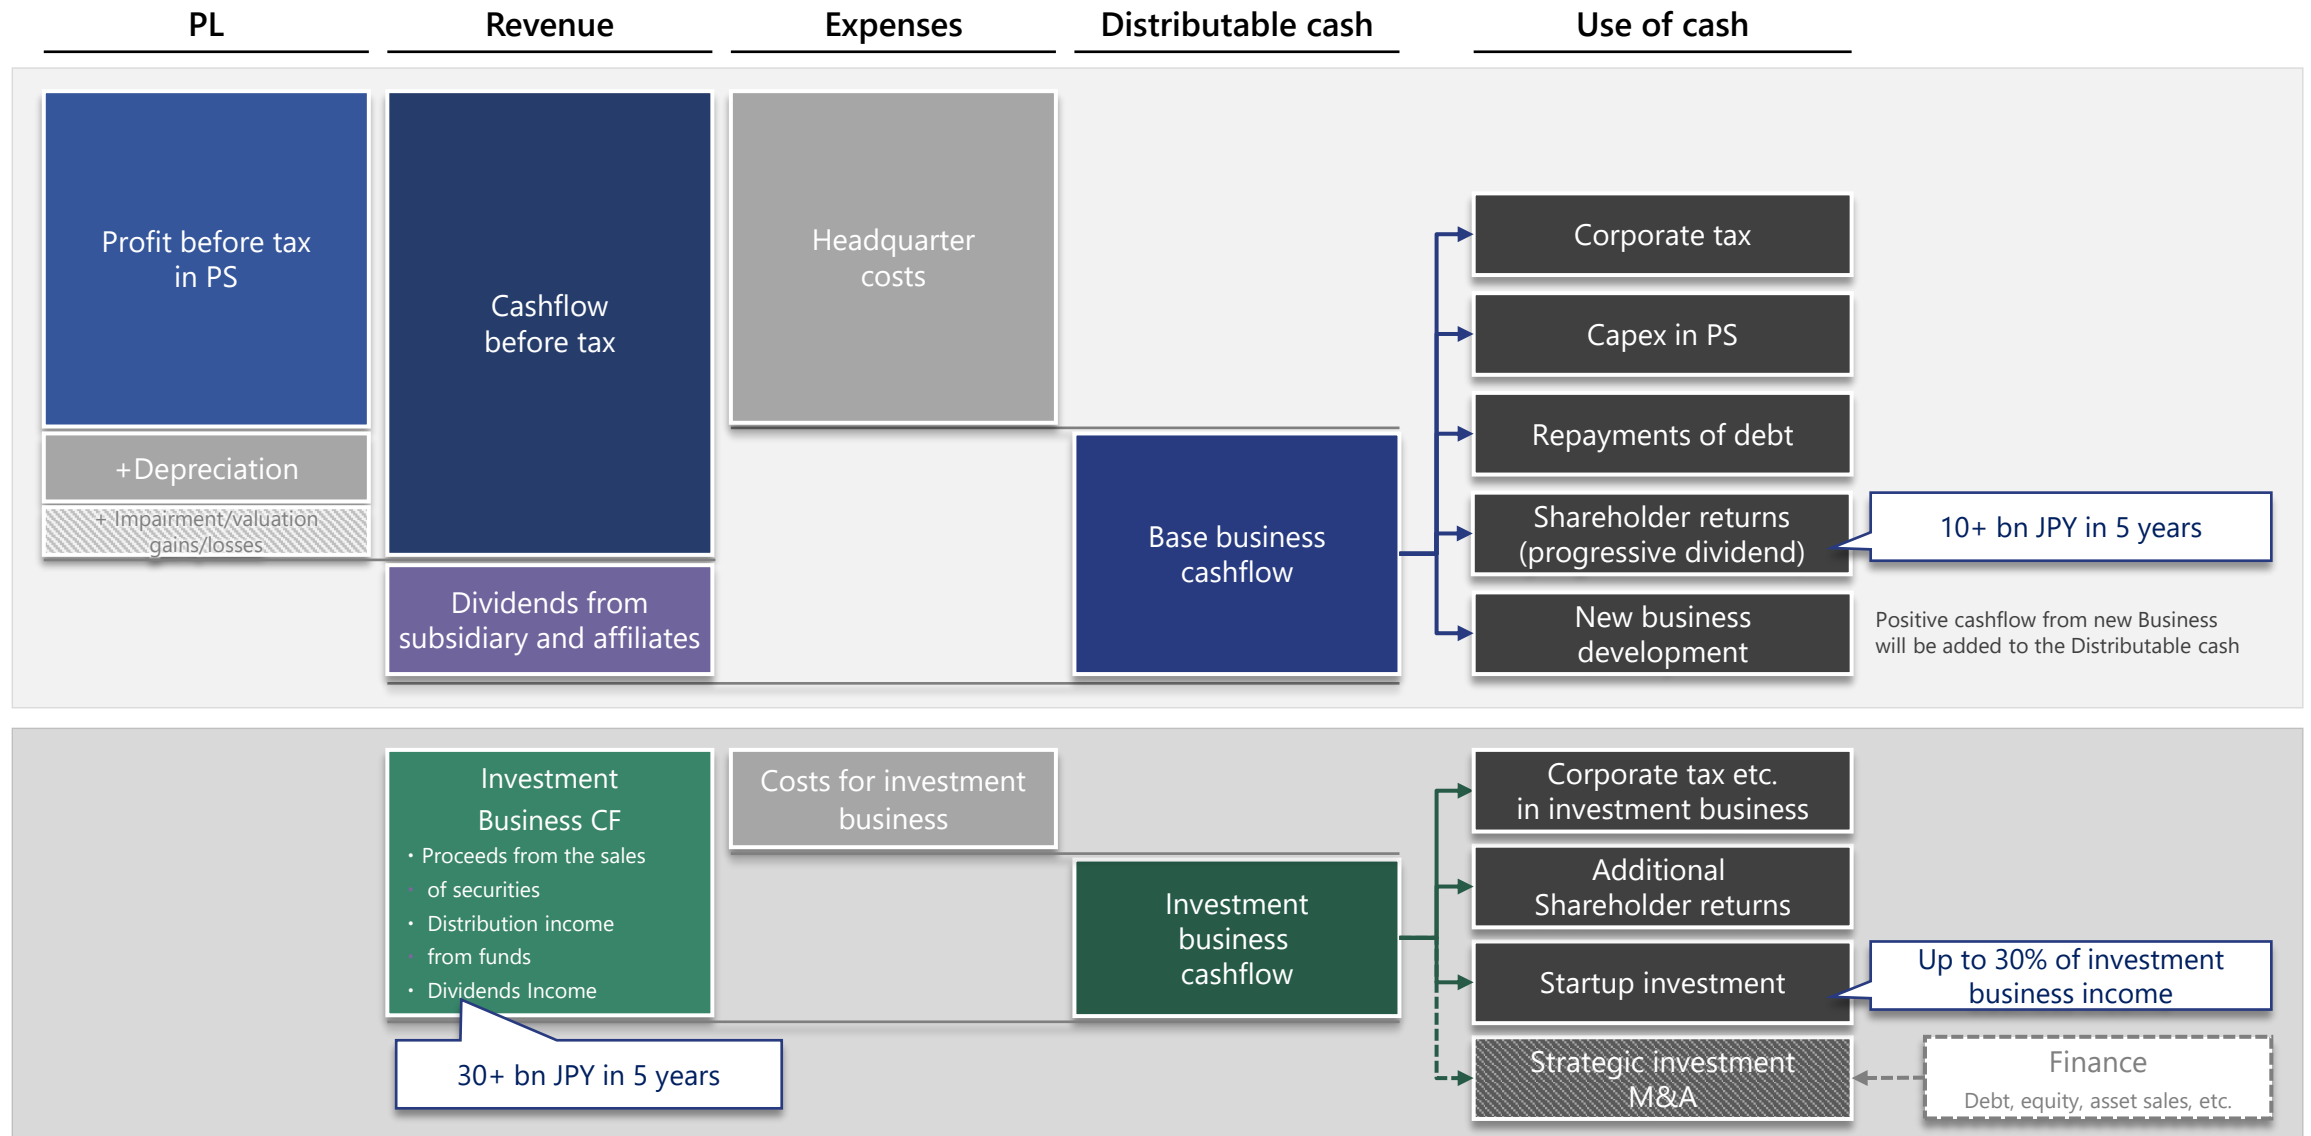 PL
Revenue
Expenses
Distributable cash
Use of cash
Profit before tax
in PS
+Depreciation
+ Impairment/valuation
gains/losses
Cashflow
before tax
Dividends from
subsidiary and affiliates
Headquarter
costs
Base business
cashflow
Corporate tax
Capex in PS
Repayments of debt
Shareholder returns
(progressive dividend)
10+ bn JPY in 5 years
New business
development
Positive cashflow from new Business
will be added to the Distributable cash
Investment
Business CF
・Proceeds from the sales
・ of securities
・ Distribution income
・ from funds
・ Dividends Income
30+ bn JPY in 5 years
Costs for investment
business
Investment
business
cashflow
Corporate tax etc.
in investment business
Additional
Shareholder returns
Startup investment
Up to 30% of investment
business income
Strategic investment
M&A
Finance
Debt, equity, asset sales, etc.